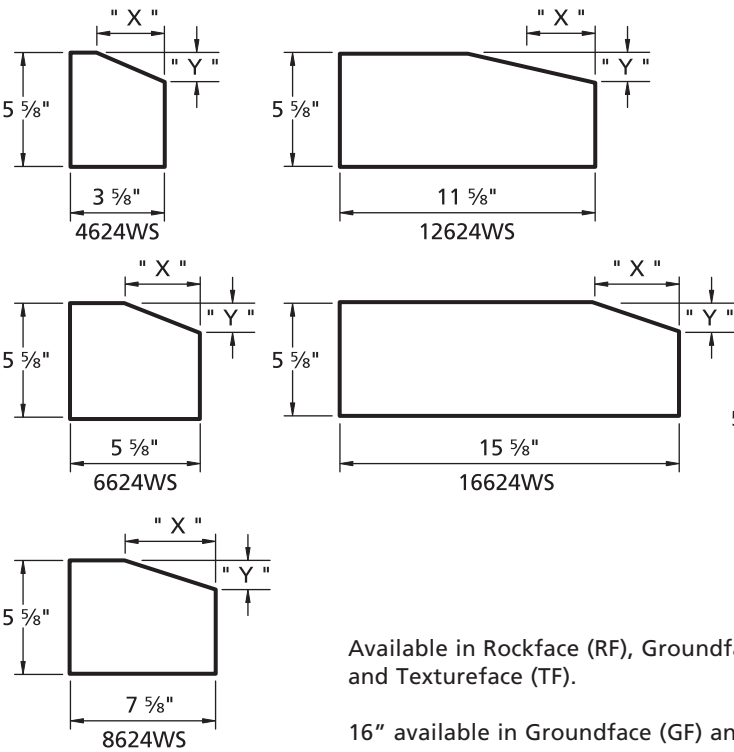 " X "
" Y "
5 ⅝"
3 ⅝"
4624WS
" X "
" Y "
5 ⅝"
11 ⅝"
12624WS
" X "
" Y "
5 ⅝"
5 ⅝"
6624WS
" X "
" Y "
5 ⅝"
15 ⅝"
16624WS
" X "
" Y "
5 ⅝"
7 ⅝"
8624WS
Available in Rockface (RF),
and Textureface (TF).
16” available in Groundface (GF)